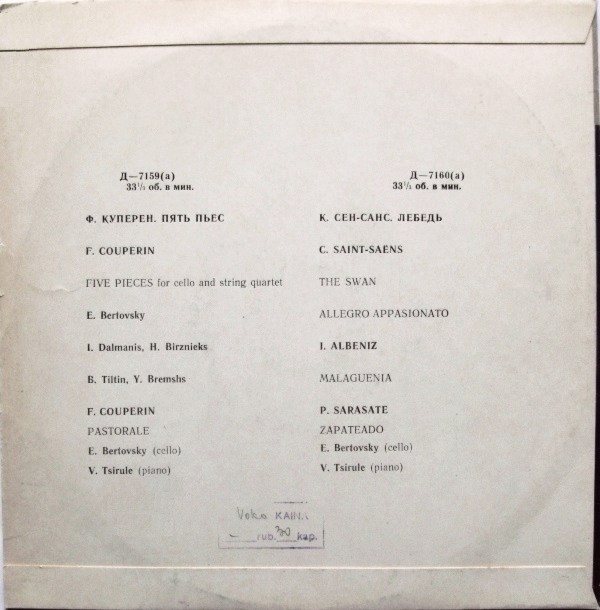 Д—7159(а)
33⅓ об. в мин.
Ф. КУПЕРЕН. ПЯТЬ ПЬЕС
F. COUPERIN
FIVE PIECES for cello and string quartet
E. Bertovsky
I. Dalmanis, H. Birznieks
B. Tiltin, Y. Bremshs
F. COUPERIN
PASTORALE
E. Bertovsky (cello)
V. Tsirule (piano)
Д—7160(а)
33⅓ об. в мин.
К. СЕН-САНС. ЛЕБЕДЬ
C. SAINT-SAENS
THE SWAN
ALLEGRO APPASIONATO
I. ALBENIZ
MALAGUENIA
P. SARASATE
ZAPATEADO
E. Bertovsky (cello)
V. Tsirule (piano)
rub. 30 kap.